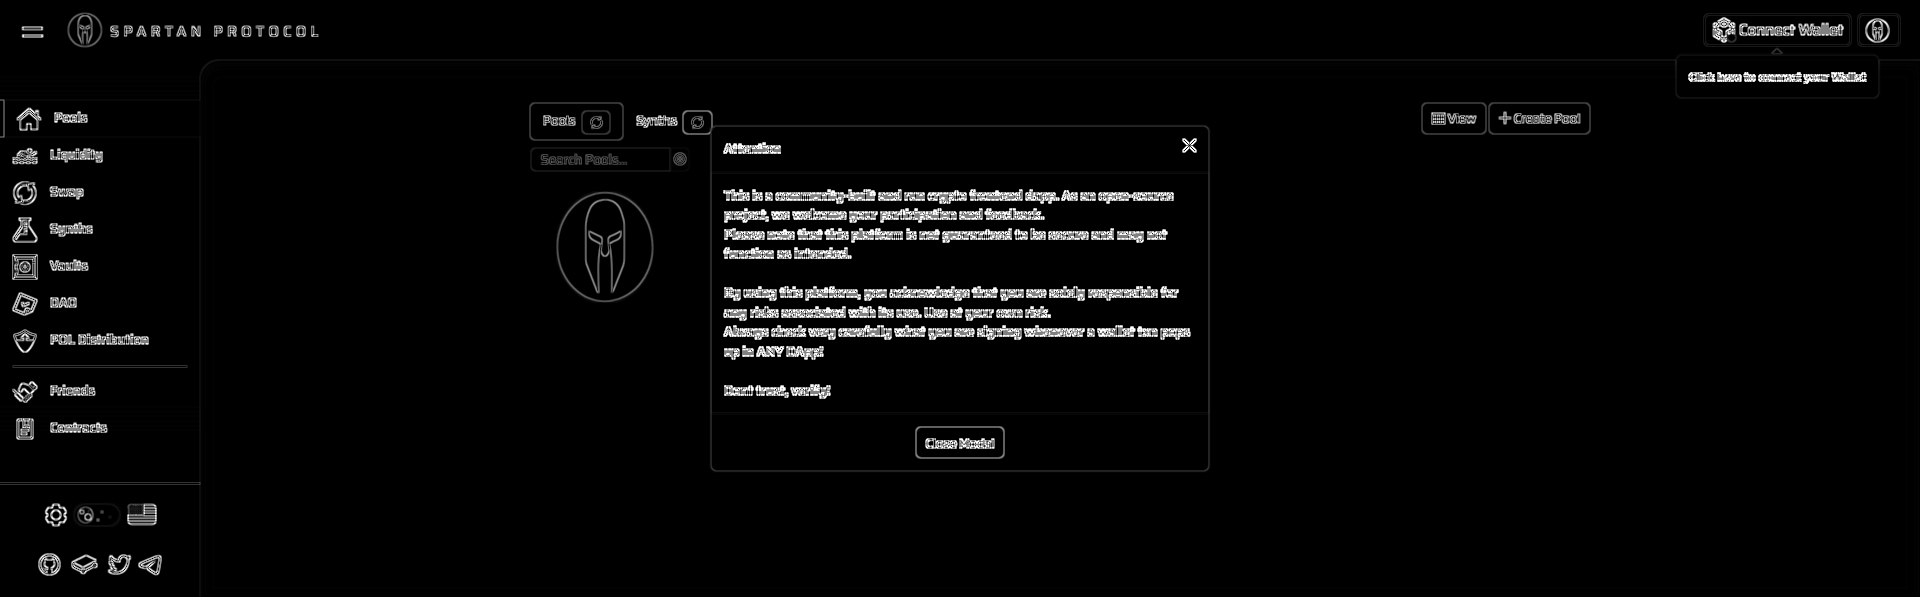 SPARTAN PROTOCOL
Connect Wallet
Click here to connect your Wallet
Pools
Liquidity
Swap
Synths
Vaults
DAO
POL Distribution
Friends
Contracts
Pools
Synths
View
Create Pool
Search Pools...
Attention
This is a community-built and run crypto frontend dapp. As an open-source
project, we welcome your participation and feedback.
Please note that this platform is not guaranteed to be secure and may not
function as intended.
By using this platform, you acknowledge that you are solely responsible for
any risks associated with its use. Use at your own risk.
Always check very carefully what you are signing whenever a wallet txn pops
up in ANY DApp!
Don't trust, verify!
Close Modal